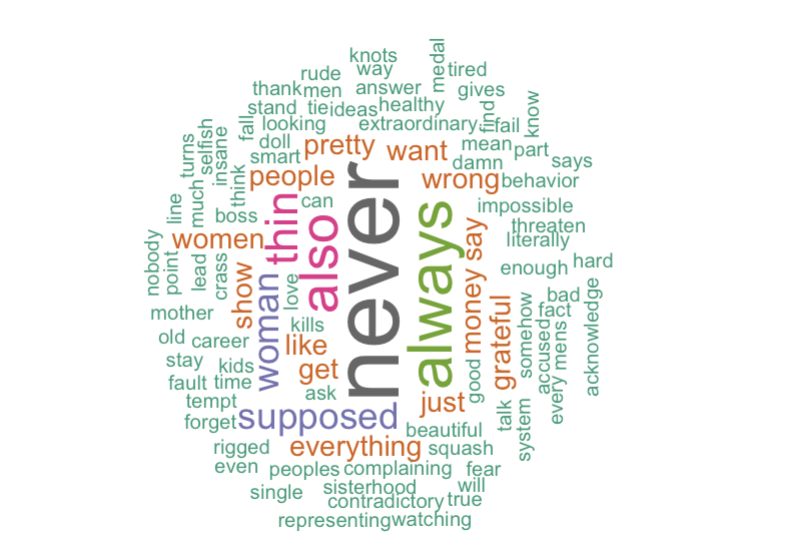 knots
medal
rude
way
tired
thank
men
answer
gives
stand
tie
ideas
healthy
find
fall
looking
extraordinary
fail
know
turns
selfish
insane
doll
pretty
want
mean
part
smart
damn
says
think
people
never
wrong
behavior
much
can
line
boss
thin
also
always
say
impossible
threaten
nobody
point
women
literally
lead
crass
show
woman
love
money
enough
hard
mother
kills
grateful
somehow
bad
fact
acknowledge
old
career
like
accused
mens
stay
kids
get
good
every
fault
time
ask
tempt
just
talk
system
forget
supposed
beautiful
rigged
everything
squash
even
peoples
complaining
fear
single
sisterhood
will
contradictory
true
representing
watching